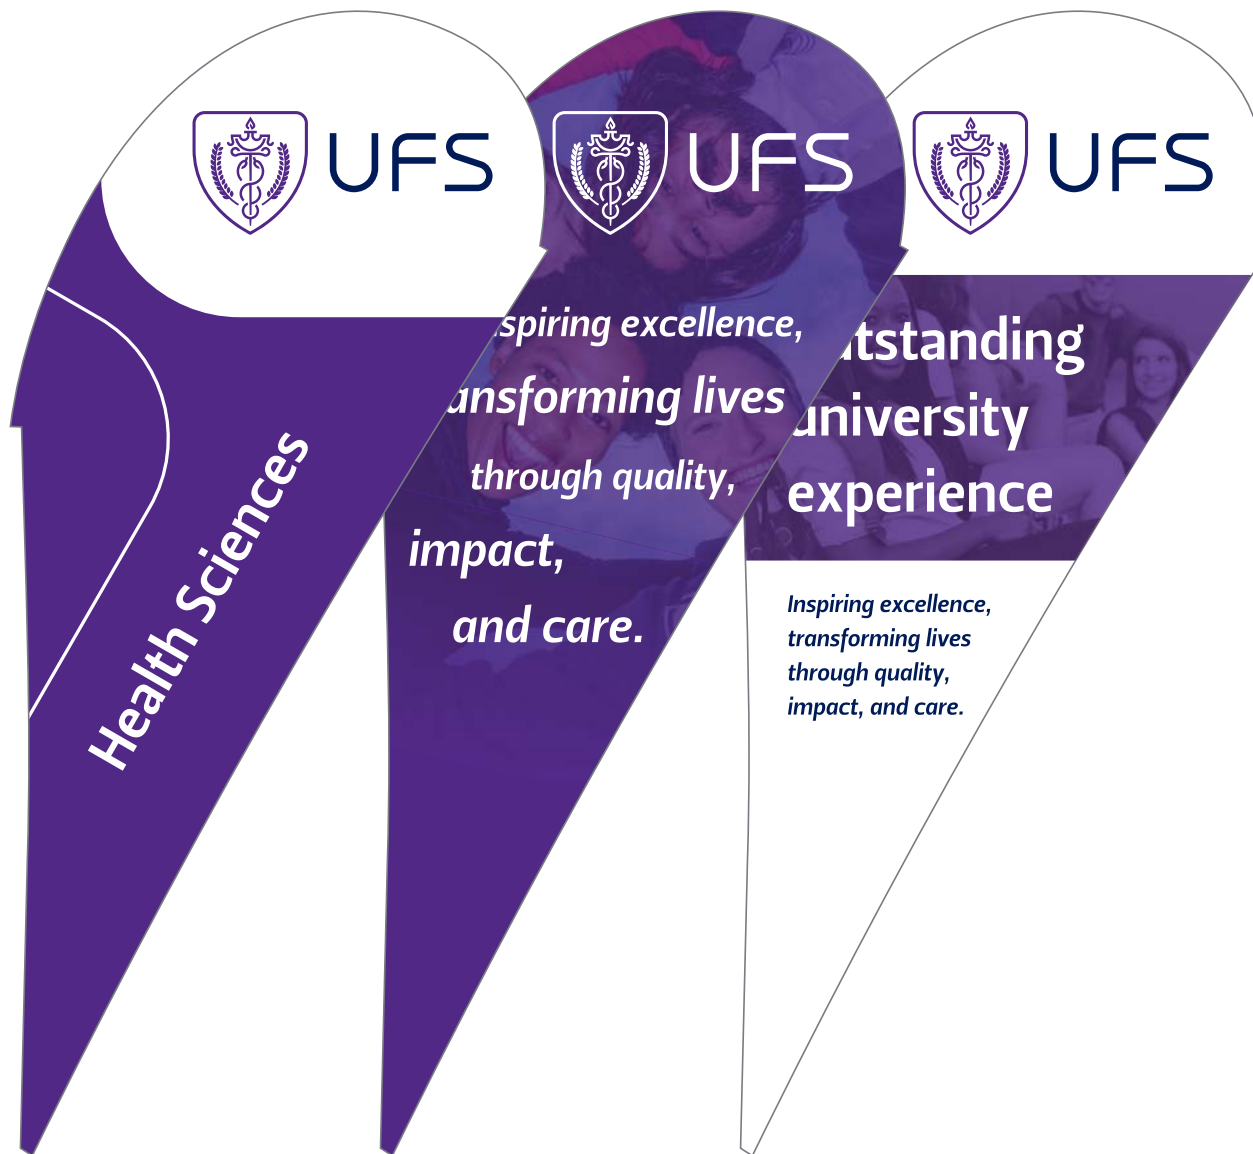 UFS
Health Sciences
UFS
spiring excellence,
ansforming lives
through quality,
impact,
and care.
UFS
tstanding
university
experience
Inspiring excellence,
transforming lives
through quality,
impact, and care.